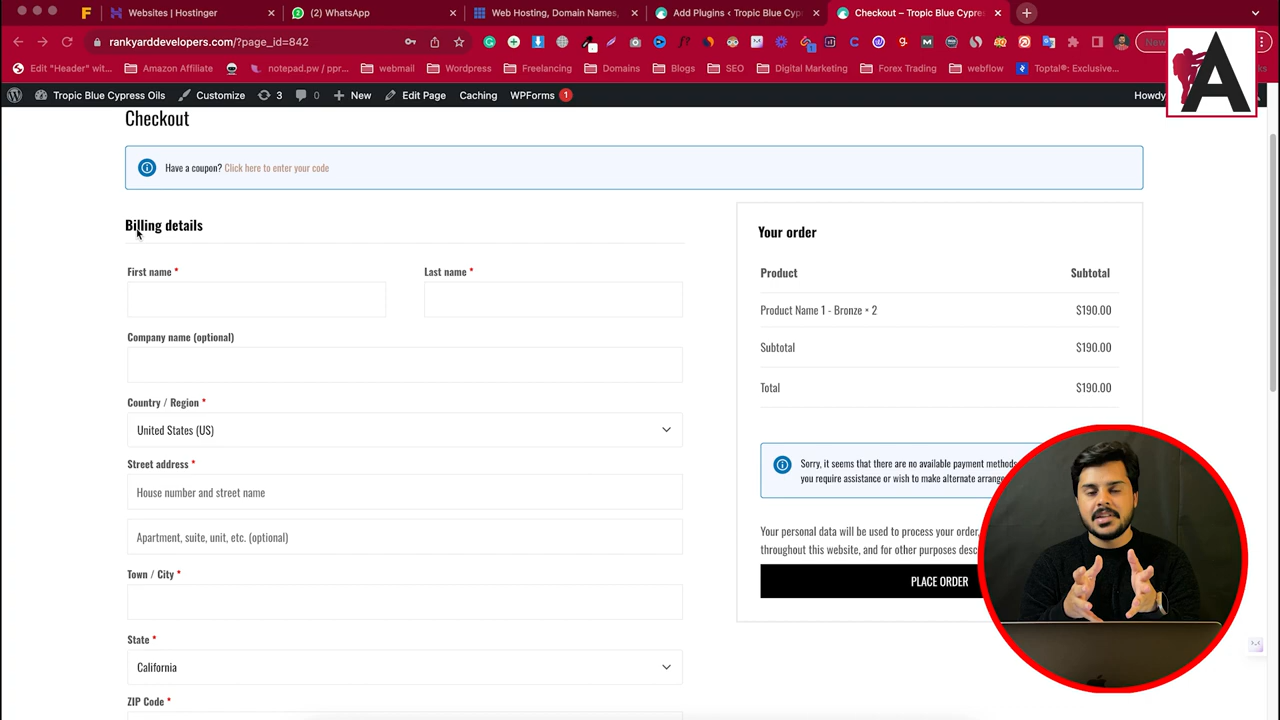 Websites | Hostinger
(2) WhatsApp
Web Hosting, Domain Names,
Add Plugins < Tropic Blue Cypr
Checkout – Tropic Blue Cypres
rankyarddevelopers.com/?page_id=842
New
Edit "Header" wit...
Amazon Affiliate
notepad.pw / ppr...
webmail
Wordpress
Freelancing
Domains
Blogs
SEO
Digital Marketing
Forex Trading
webflow
Toptal®: Exclusive...
A
Tropic Blue Cypress Oils
Customize
3
0
New
Edit Page
Caching
WPForms 1
Howdy
Checkout
Have a coupon? Click here to enter your code
Billing details
First name *
Last name *
Company name (optional)
Country / Region *
United States (US)
Street address *
House number and street name
Apartment, suite, unit, etc. (optional)
Town / City *
State *
California
ZIP Code *
Your order
Product Subtotal
Product Name 1 - Bronze × 2 $190.00
Subtotal $190.00
Total $190.00
Sorry, it seems that there are no available payment methods
you require assistance or wish to make alternate arrang
Your personal data will be used to process your order,
throughout this website, and for other purposes desc
PLACE ORDER